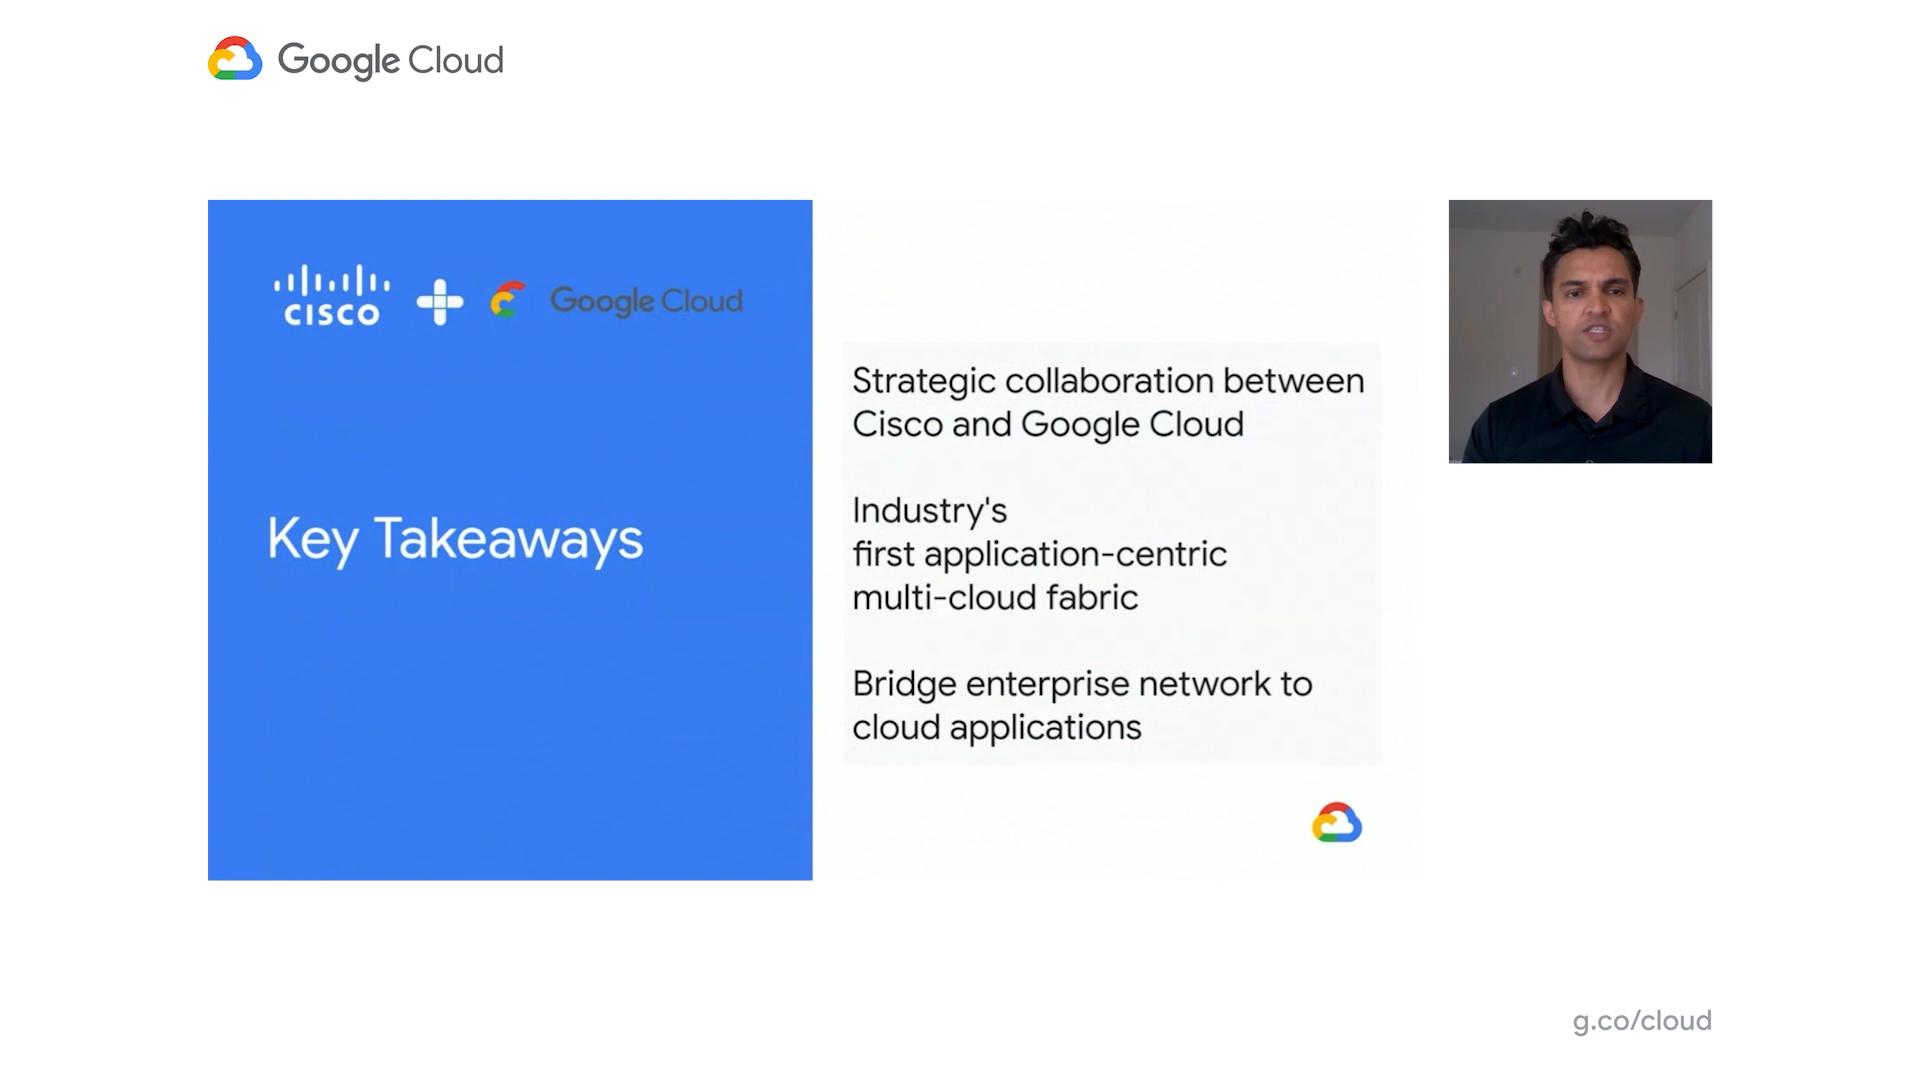 Google Cloud
CISCO
Google Cloud
Key Takeaways
Strategic collaboration between
Cisco and Google Cloud
Industry's
first application-centric
multi-cloud fabric
Bridge enterprise network to
cloud applications
g.co/cloud